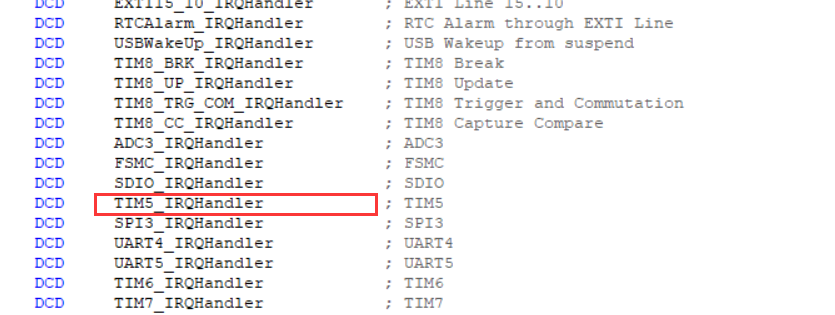 DCD EXTI15_10_IRQHandler ; EXTI Line 15..10
DCD RTCAlarm_IRQHandler ; RTC Alarm through EXTI Line
DCD USBWakeUp_IRQHandler ; USB Wakeup from suspend
DCD TIM8_BRK_IRQHandler ; TIM8 Break
DCD TIM8_UP_IRQHandler ; TIM8 Update
DCD TIM8_TRG_COM_IRQHandler ; TIM8 Trigger and Commutation
DCD TIM8_CC_IRQHandler ; TIM8 Capture Compare
DCD ADC3_IRQHandler ; ADC3
DCD FSMC_IRQHandler ; FSMC
DCD SDIO_IRQHandler ; SDIO
DCD TIM5_IRQHandler ; TIM5
DCD SPI3_IRQHandler ; SPI3
DCD UART4_IRQHandler ; UART4
DCD UART5_IRQHandler ; UART5
DCD TIM6_IRQHandler ; TIM6
DCD TIM7_IRQHandler ; TIM7